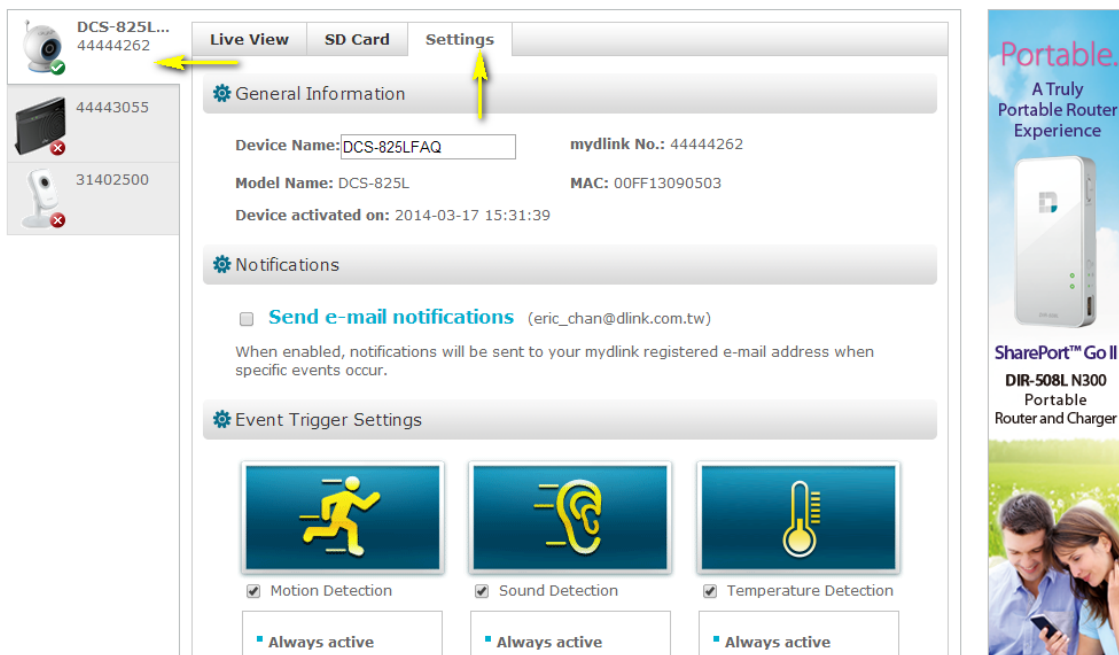 DCS-825L...
44444262
44443055
31402500
Live View SD Card Settings
General Information
Device Name: DCS-825LFAQ mydlink No.: 44444262
Model Name: DCS-825L MAC: 00FF13090503
Device activated on: 2014-03-17 15:31:39
Notifications
Send e-mail notifications (eric_chan@dlink.com.tw)
When enabled, notifications will be sent to your mydlink registered e-mail address when
specific events occur.
Event Trigger Settings
Motion Detection Sound Detection Temperature Detection
Always active Always active Always active
Portable.
A Truly
Portable Router
Experience
SharePort™ Go II
DIR-508L N300
Portable
Router and Charger